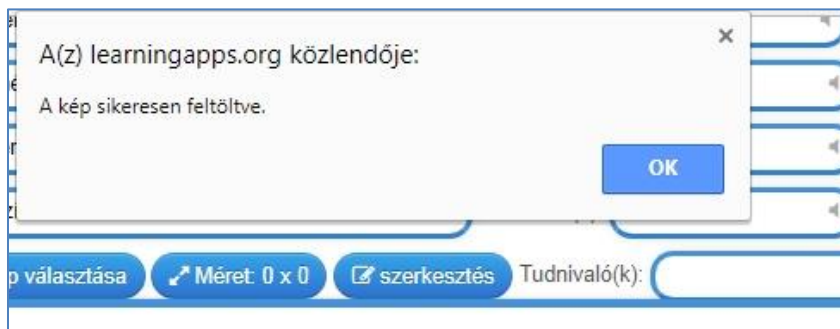 A(z) learningapps.org közlendője:
A kép sikeresen feltöltve.
OK
választása Méret: 0 x 0 szerkesztés Tudnivaló(k):